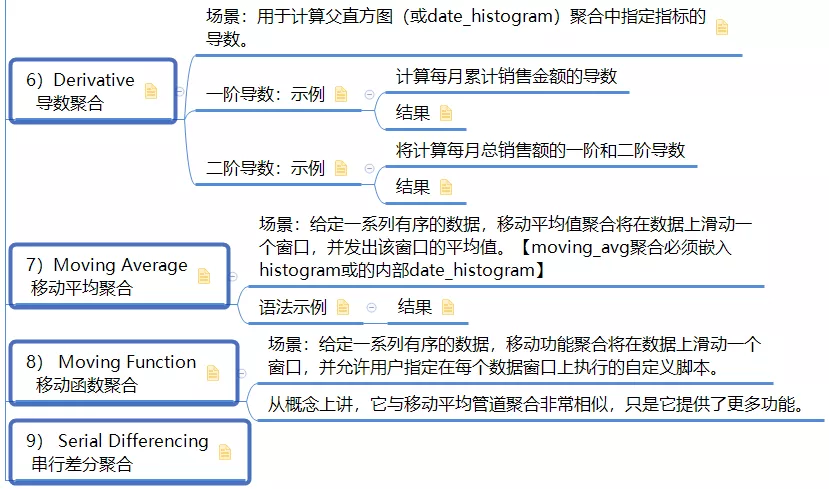 场景：用于计算父直方图（或date_histogram）聚合中指定指标的
导数。
6）Derivative
导数聚合
一阶导数：示例
计算每月累计销售金额的导数
结果
二阶导数：示例
将计算每月总销售额的一阶和二阶导数
结果
7）Moving Average
移动平均聚合
场景：给定一系列有序的数据，移动平均值聚合将在数据上滑动一
个窗口，并发出该窗口的平均值。【moving_avg聚合必须嵌入
histogram或的内部date_histogram】
语法示例
结果
8） Moving Function
移动函数聚合
场景：给定一系列有序的数据，移动功能聚合将在数据上滑动一个
窗口，并允许用户指定在每个数据窗口上执行的自定义脚本。
从概念上讲，它与移动平均管道聚合非常相似，只是它提供了更多功能。
9） Serial Differencing
串行差分聚合